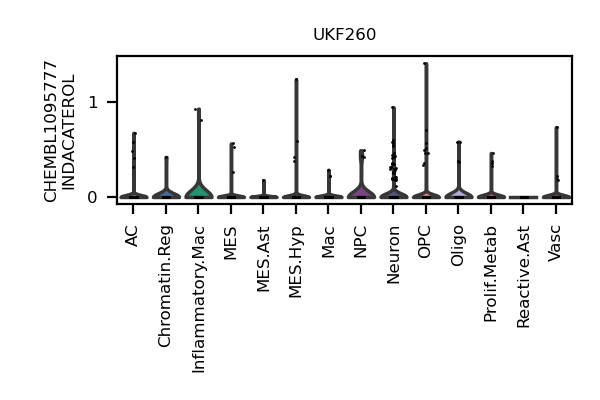 UKF260
CHEMBL1095777
INDACATEROL
1
0
AC
Chromatin.Reg
Inflammatory.Mac
MES
MES.Ast
MES.Hyp
Mac
NPC
Neuron
OPC
Oligo
Prolif.Metab
Reactive.Ast
Vasc